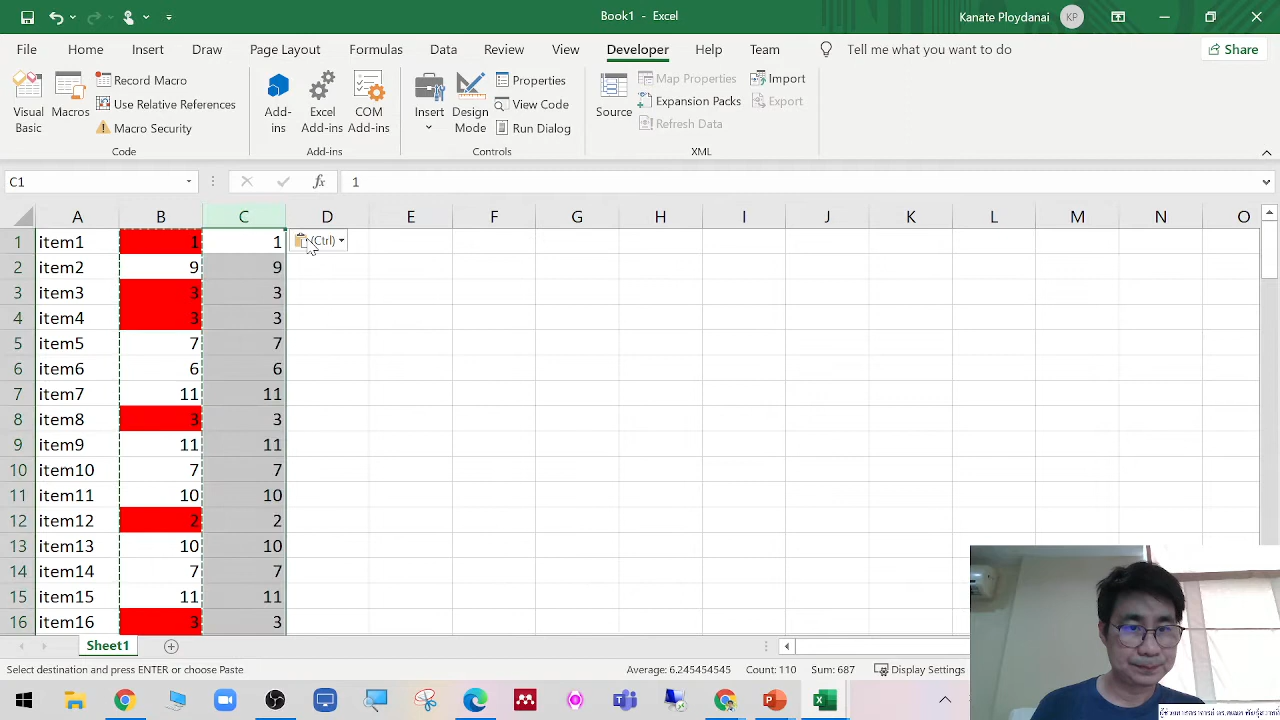 Book1 - Excel
Kanate Ploydanai KP
File Home Insert Draw Page Layout Formulas Data Review View Developer Help Team Tell me what you want to do Share
Visual Basic
Macros
Record Macro
Use Relative References
Macro Security
Code
Add-ins
Excel Add-ins
COM Add-ins
Add-ins
Insert
Design Mode
Properties
View Code
Run Dialog
Controls
Source
Map Properties
Expansion Packs
Refresh Data
Import
Export
XML
C1 fx 1
A B C D E F G H I J K L M N O
1 item1 1 1 (Ctrl)
2 item2 9 9
3 item3 3 3
4 item4 3 3
5 item5 7 7
6 item6 6 6
7 item7 11 11
8 item8 3 3
9 item9 11 11
10 item10 7 7
11 item11 10 10
12 item12 2 2
13 item13 10 10
14 item14 7 7
15 item15 11 11
16 item16 3 3
Sheet1
Select destination and press ENTER or choose Paste Average: 6.245454545 Count: 110 Sum: 687 Display Settings